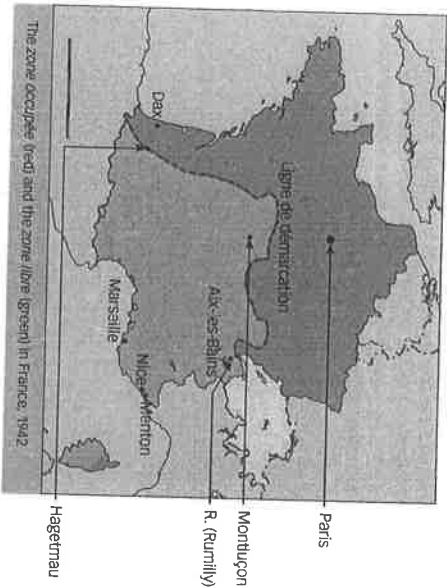 Paris
Montluçon
R. (Rumilly)
Hagetmau
Ligne de démarcation
Dax
Aix-les-Bains
Nice
Menton
Marseille
The zone occupée (red) and the zone libre (green) in France, 1942